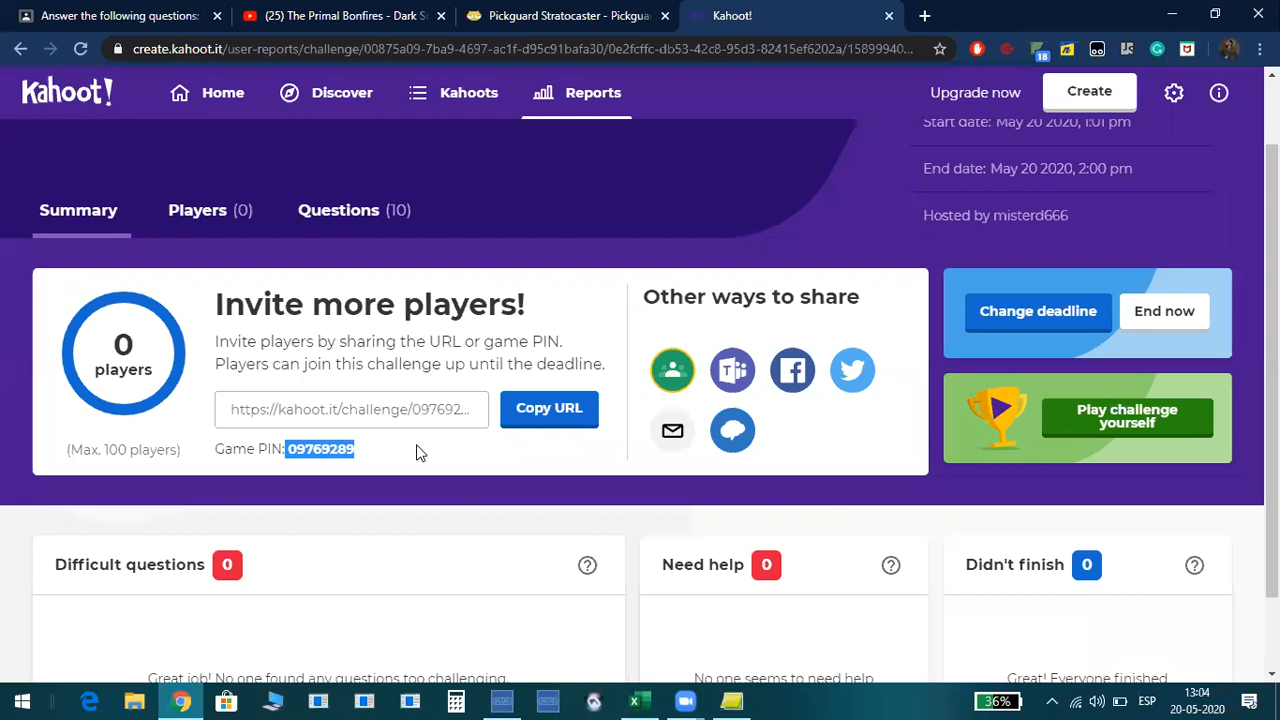 Answer the following questions:
(25) The Primal Bonfires - Dark So
Pickguard Stratocaster - Pickgua
Kahoot!
create.kahoot.it/user-reports/challenge/00875a09-7ba9-4697-ac1f-d95c91bafa30/0e2fcffc-db53-42c8-95d3-82415ef6202a/15899940...
18
Kahoot!
Home
Discover
Kahoots
Reports
Upgrade now
Create
Start date: May 20 2020, 1:01 pm
End date: May 20 2020, 2:00 pm
Hosted by misterd666
Summary
Players (0)
Questions (10)
0
players
(Max. 100 players)
Invite more players!
Invite players by sharing the URL or game PIN.
Players can join this challenge up until the deadline.
https://kahoot.it/challenge/097692...
Copy URL
Game PIN: 09769289
Other ways to share
Change deadline
End now
Play challenge
yourself
Difficult questions 0
Need help 0
Didn't finish 0
Great job! No one found any questions too challenging.
No one seems to need help
Great! Everyone finished
36%
ESP
13:04
20-05-2020